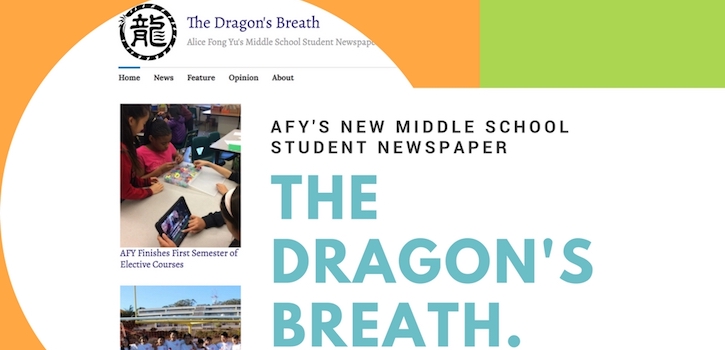 龍
The Dragon's Breath
Alice Fong Yu's Middle School Student Newspape
Home News Feature Opinion About
AFY'S NEW MIDDLE SCHOOL
STUDENT NEWSPAPER
THE
DRAGON'S
BREATH.
AFY Finishes First Semester of
Elective Courses